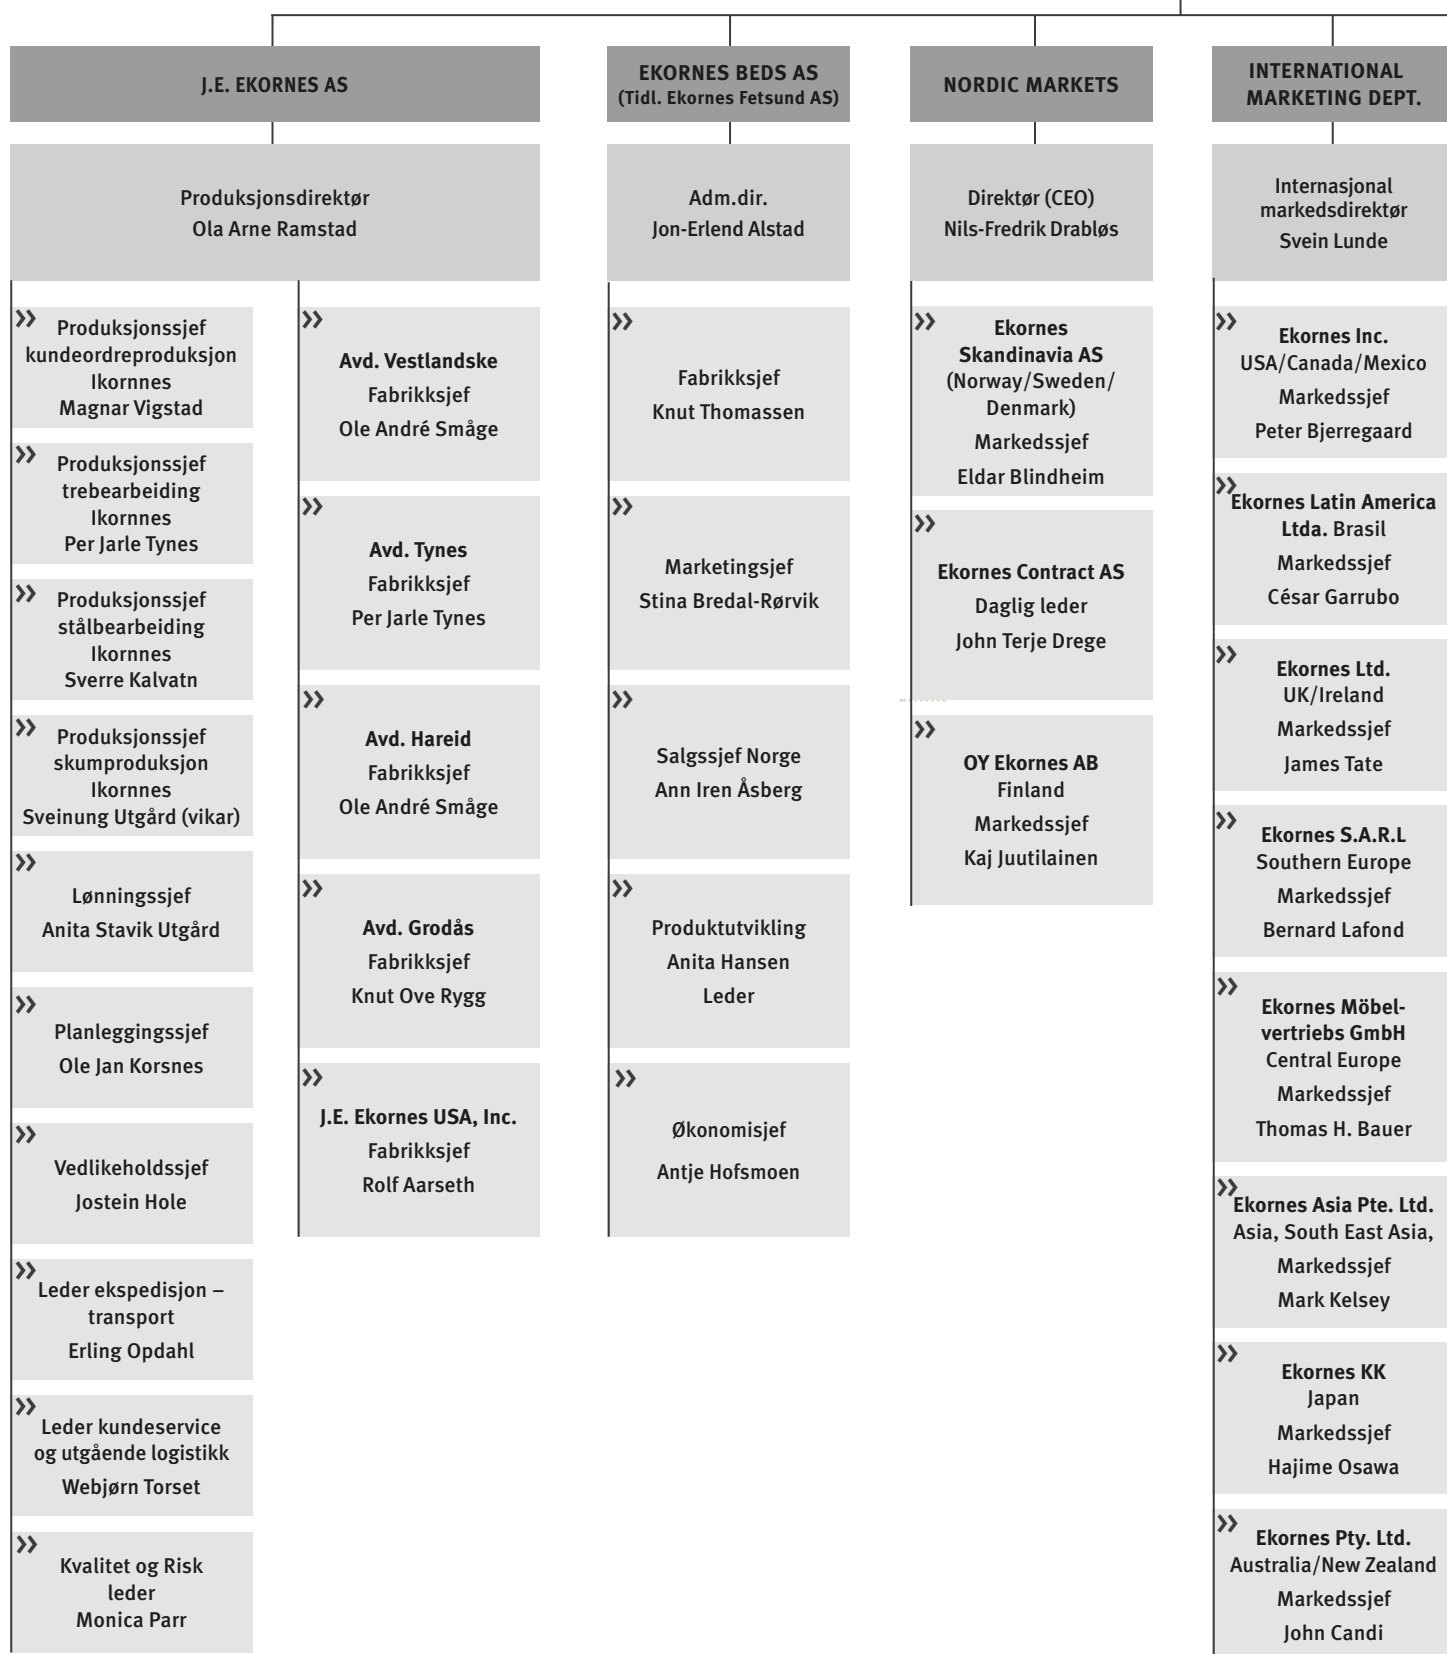 J.E. EKORNES AS
Produksjonsdirektør
Ola Arne Ramstad
Produksjonssjef
kundeordreproduksjon
Ikornnes
Magnar Vigstad
Produksjonssjef
trebearbeiding
Ikornnes
Per Jarle Tynes
Produksjonssjef
stålbearbeiding
Ikornnes
Sverre Kalvatn
Produksjonssjef
skumproduksjon
Ikornnes
Sveinung Utgård (vikar)
Lønningssjef
Anita Stavik Utgård
Planleggingssjef
Ole Jan Korsnes
Vedlikeholdssjef
Jostein Hole
Leder ekspedisjon –
transport
Erling Opdahl
Leder kundeservice
og utgående logistikk
Webjørn Torset
Kvalitet og Risk
leder
Monica Parr
Avd. Vestlandske
Fabrikksjef
Ole André Småge
Avd. Tynes
Fabrikksjef
Per Jarle Tynes
Avd. Hareid
Fabrikksjef
Ole André Småge
Avd. Grodås
Fabrikksjef
Knut Ove Rygg
J.E. Ekornes USA, Inc.
Fabrikksjef
Rolf Aarseth
EKORNES BEDS AS
(Tidl. Ekornes Fetsund AS)
Adm.dir.
Jon-Erlend Alstad
Fabrikksjef
Knut Thomassen
Marketingsjef
Stina Bredal-Rørvik
Salgssjef Norge
Ann Iren Åsberg
Produktutvikling
Anita Hansen
Leder
Økonomisjef
Antje Hofsmoen
NORDIC MARKETS
Direktør (CEO)
Nils-Fredrik Drabløs
Ekornes
Skandinavia AS
(Norway/Sweden/
Denmark)
Markedssjef
Eldar Blindheim
Ekornes Contract AS
Daglig leder
John Terje Drege
OY Ekornes AB
Finland
Markedssjef
Kaj Juutilainen
INTERNATIONAL
MARKETING DEPT.
Internasjonal
markedsdirektør
Svein Lunde
Ekornes Inc.
USA/Canada/Mexico
Markedssjef
Peter Bjerregaard
Ekornes Latin America
Ltda. Brasil
Markedssjef
César Garrubo
Ekornes Ltd.
UK/Ireland
Markedssjef
James Tate
Ekornes S.A.R.L
Southern Europe
Markedssjef
Bernard Lafond
Ekornes Möbel-
vertriebs GmbH
Central Europe
Markedssjef
Thomas H. Bauer
Ekornes Asia Pte. Ltd.
Asia, South East Asia,
Markedssjef
Mark Kelsey
Ekornes KK
Japan
Markedssjef
Hajime Osawa
Ekornes Pty. Ltd.
Australia/New Zealand
Markedssjef
John Candi